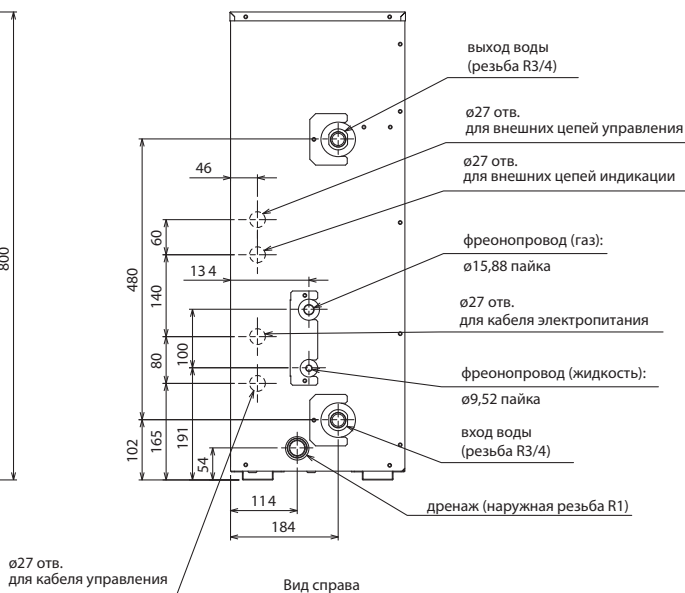 выход воды
(резьба R3/4)
ø27 отв.
для внешних цепей управления
ø27 отв.
для внешних цепей индикации
фреонопровод (газ):
ø15,88 пайка
ø27 отв.
для кабеля электропитания
фреонопровод (жидкость):
ø9,52 пайка
вход воды
(резьба R3/4)
дренаж (наружная резьба R1)
800
46
60
480
134
140
100
80
102
165
191
54
114
184
ø27 отв.
для кабеля управления
Вид справа